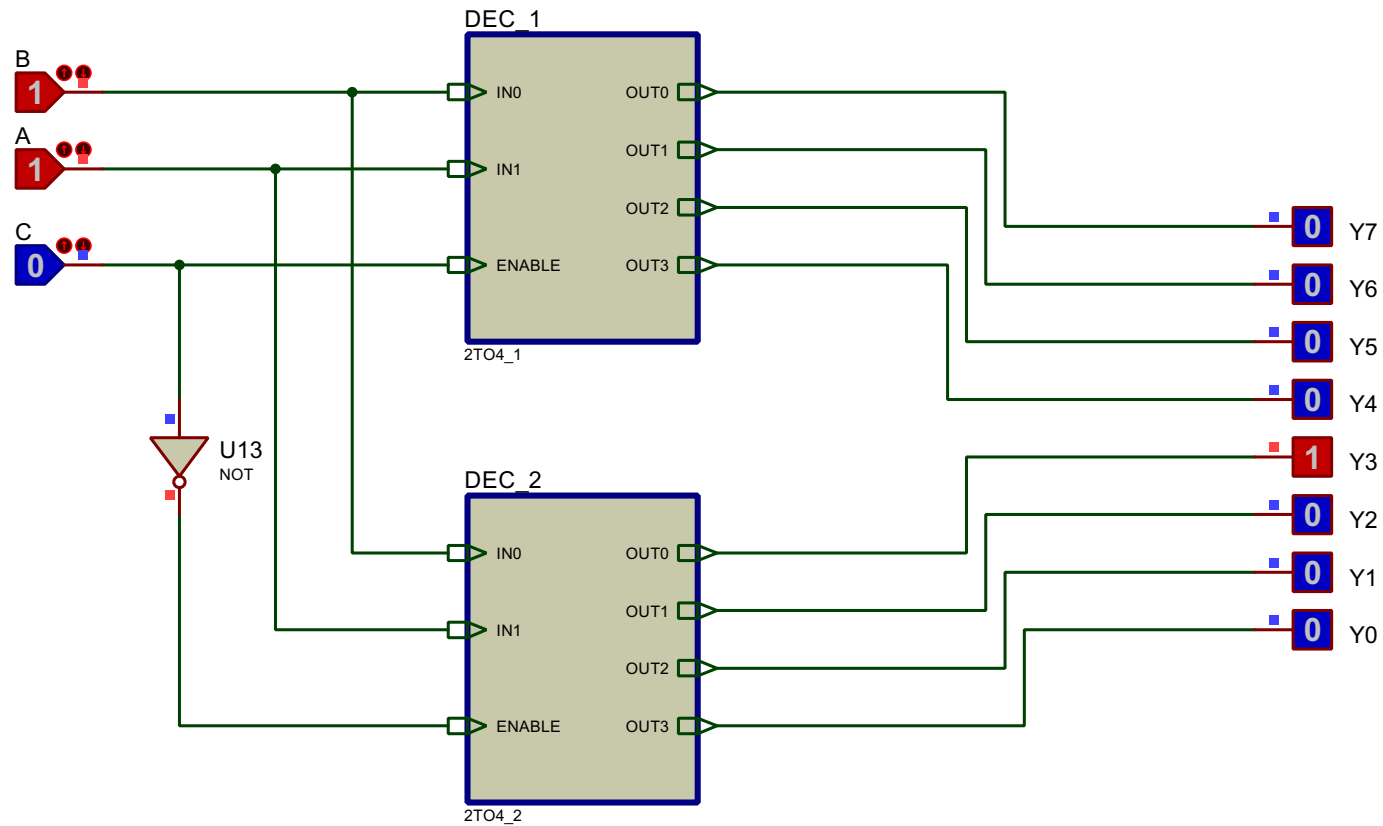 DEC_1
B
1
IN0
OUT0
A
1
IN1
OUT1
OUT2
C
0
ENABLE
OUT3
2TO4_1
0 Y7
0 Y6
0 Y5
0 Y4
1 Y3
0 Y2
0 Y1
0 Y0
U13
NOT
DEC_2
IN0
OUT0
OUT1
IN1
OUT2
ENABLE
OUT3
2TO4_2